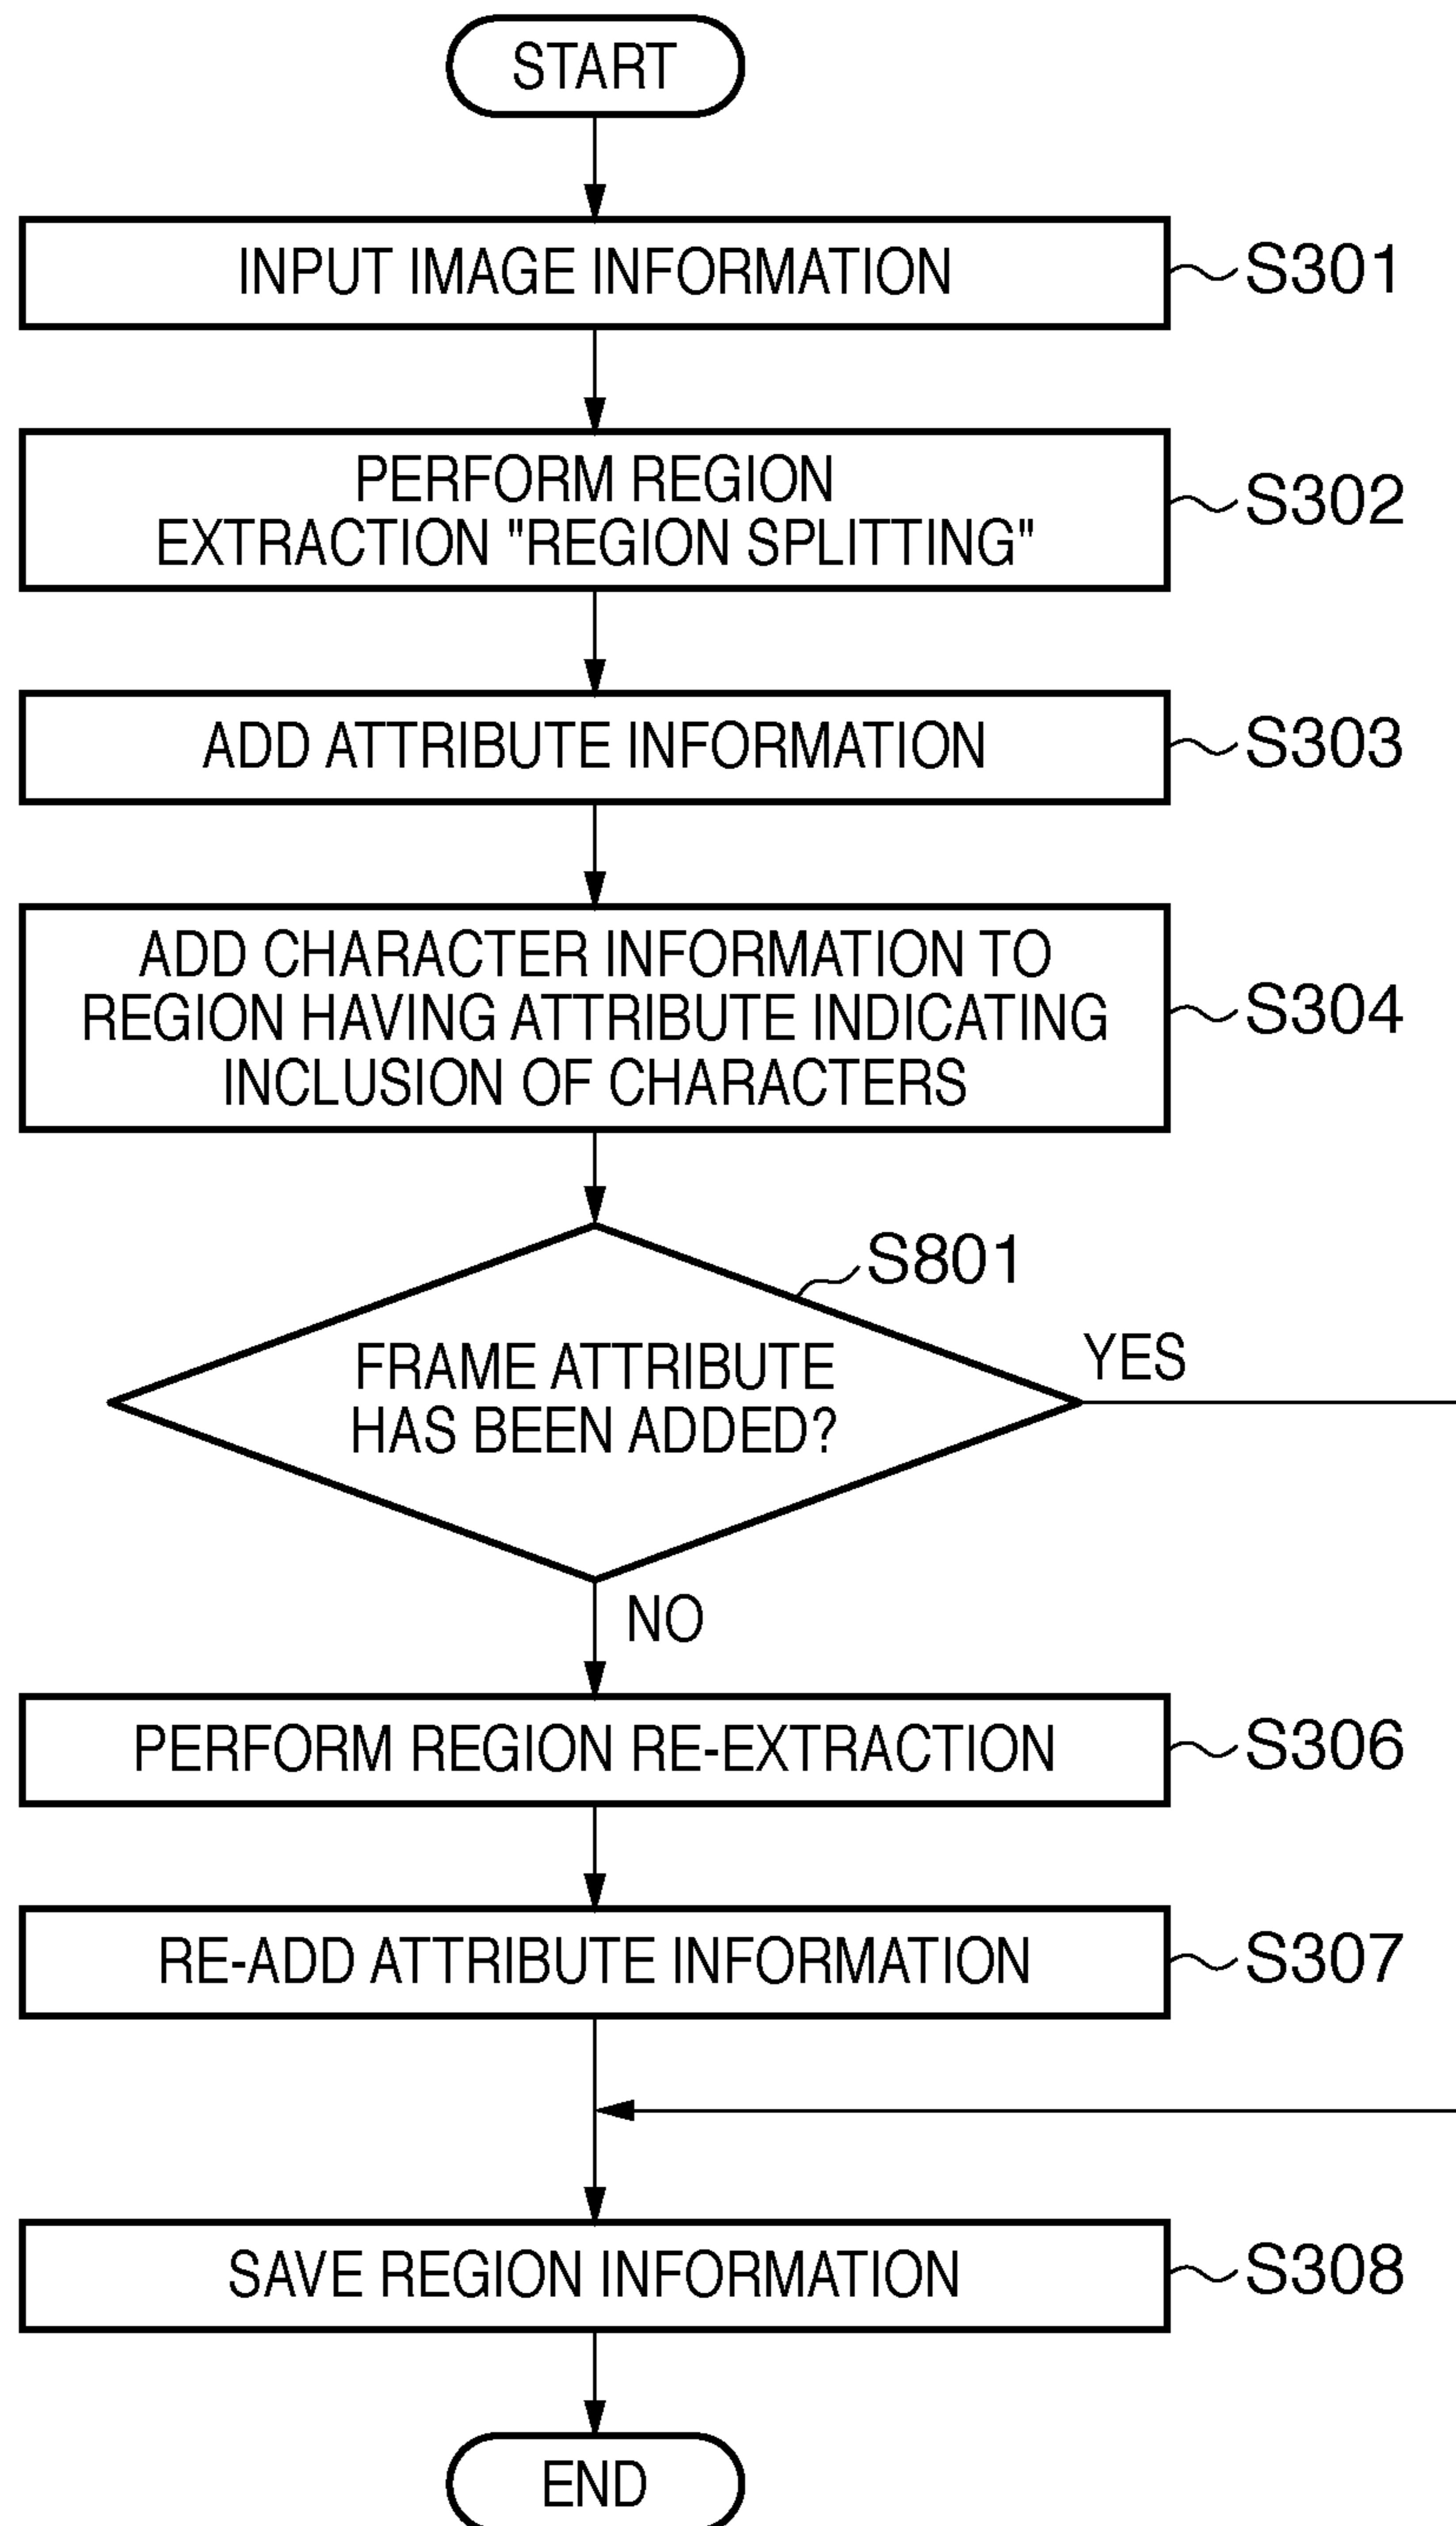 START
INPUT IMAGE INFORMATION
S301
PERFORM REGION
EXTRACTION "REGION SPLITTING"
S302
ADD ATTRIBUTE INFORMATION
S303
ADD CHARACTER INFORMATION TO
REGION HAVING ATTRIBUTE INDICATING
INCLUSION OF CHARACTERS
S304
S801
FRAME ATTRIBUTE
HAS BEEN ADDED?
YES
NO
PERFORM REGION RE-EXTRACTION
S306
RE-ADD ATTRIBUTE INFORMATION
S307
SAVE REGION INFORMATION
S308
END